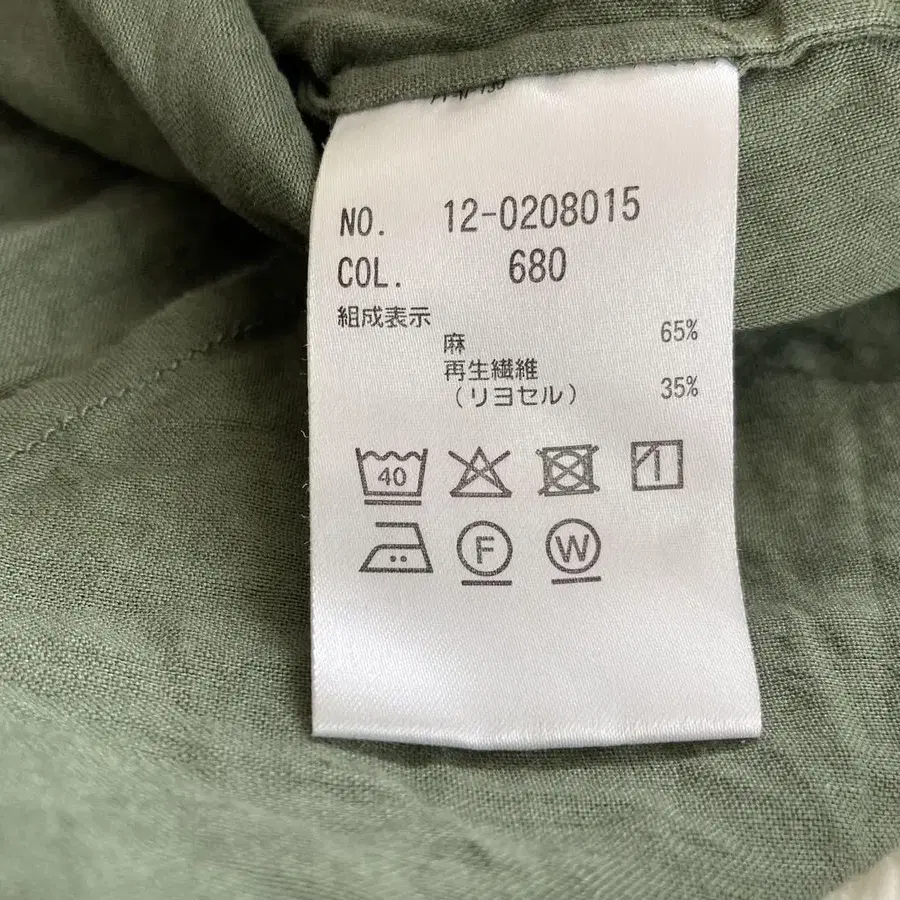 NO. 12-0208015
COL. 680
組成表示
麻 65%
再生繊維
(リヨセル) 35%
40
F W